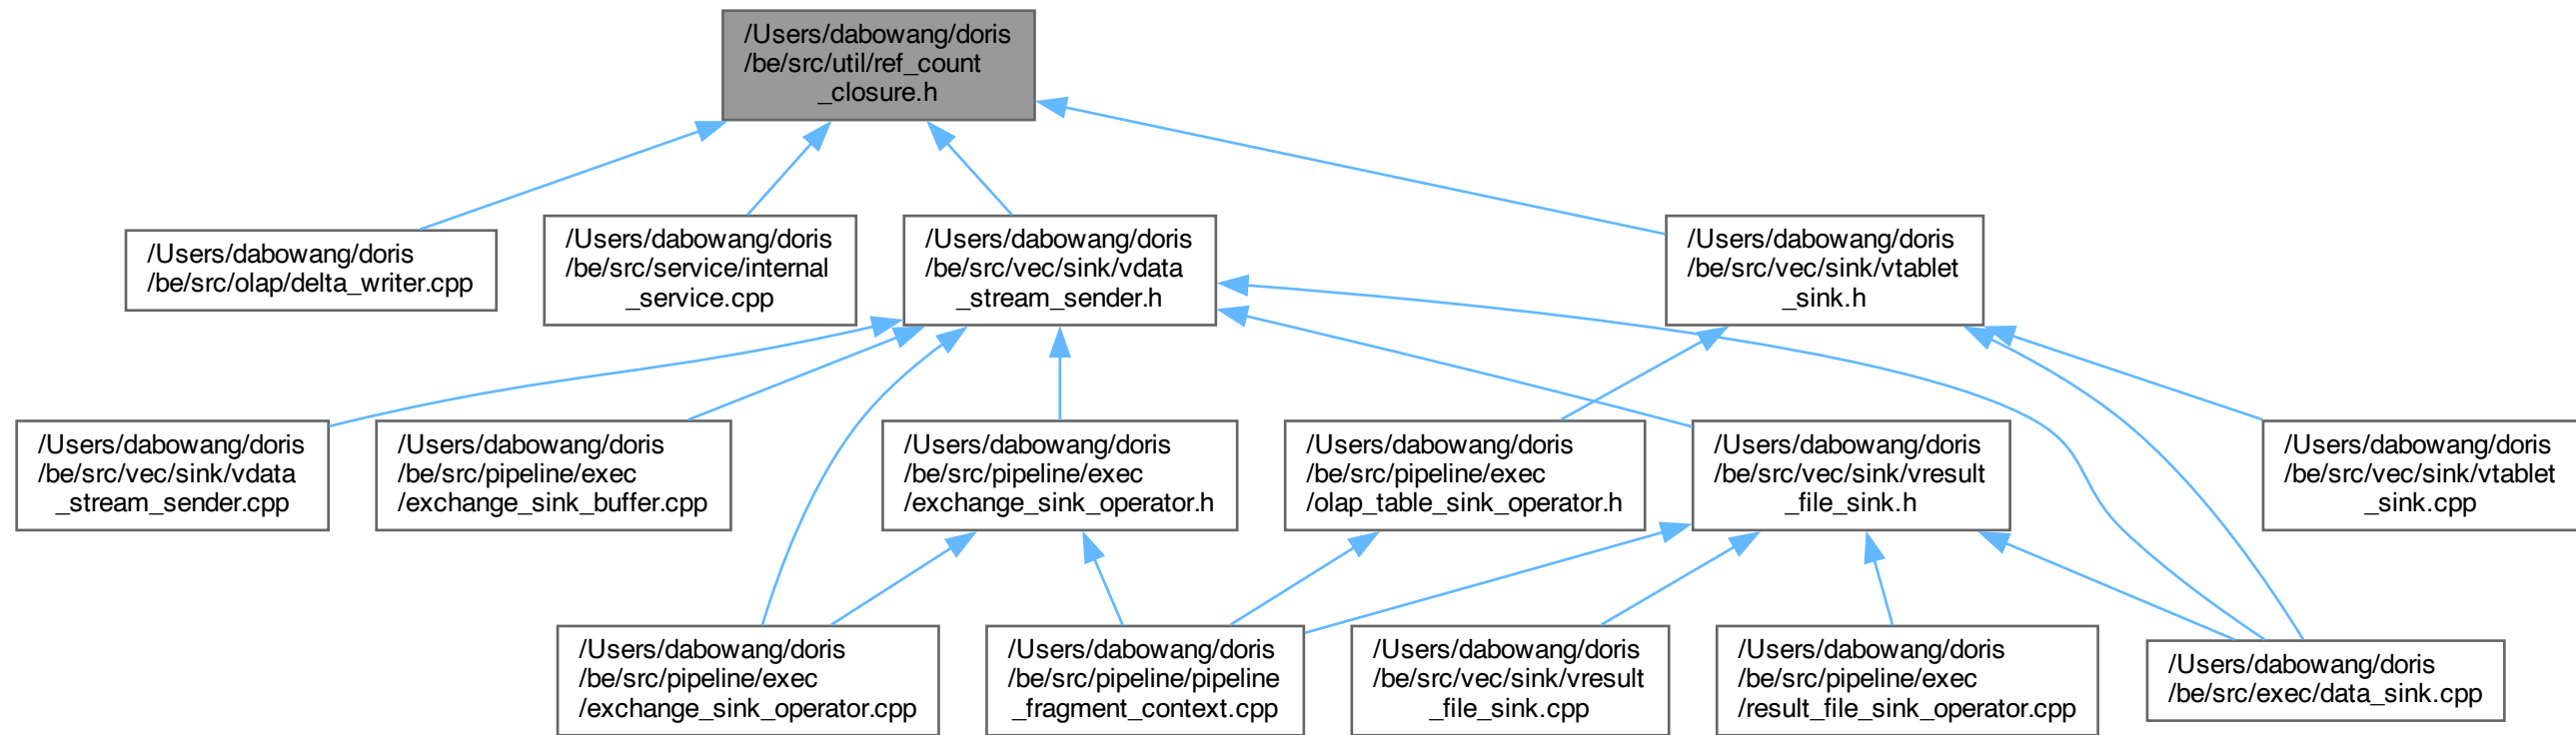 /Users/dabowang/doris
/be/src/util/ref_count
_closure.h
/Users/dabowang/doris
/be/src/olap/delta_writer.cpp
/Users/dabowang/doris
/be/src/service/internal
_service.cpp
/Users/dabowang/doris
/be/src/vec/sink/vdata
_stream_sender.h
/Users/dabowang/doris
/be/src/vec/sink/vtablet
_sink.h
/Users/dabowang/doris
/be/src/vec/sink/vdata
_stream_sender.cpp
/Users/dabowang/doris
/be/src/pipeline/exec
/exchange_sink_buffer.cpp
/Users/dabowang/doris
/be/src/pipeline/exec
/exchange_sink_operator.h
/Users/dabowang/doris
/be/src/pipeline/exec
/olap_table_sink_operator.h
/Users/dabowang/doris
/be/src/vec/sink/vresult
_file_sink.h
/Users/dabowang/doris
/be/src/vec/sink/vtablet
_sink.cpp
/Users/dabowang/doris
/be/src/pipeline/exec
/exchange_sink_operator.cpp
/Users/dabowang/doris
/be/src/pipeline/pipeline
_fragment_context.cpp
/Users/dabowang/doris
/be/src/vec/sink/vresult
_file_sink.cpp
/Users/dabowang/doris
/be/src/pipeline/exec
/result_file_sink_operator.cpp
/Users/dabowang/doris
/be/src/exec/data_sink.cpp